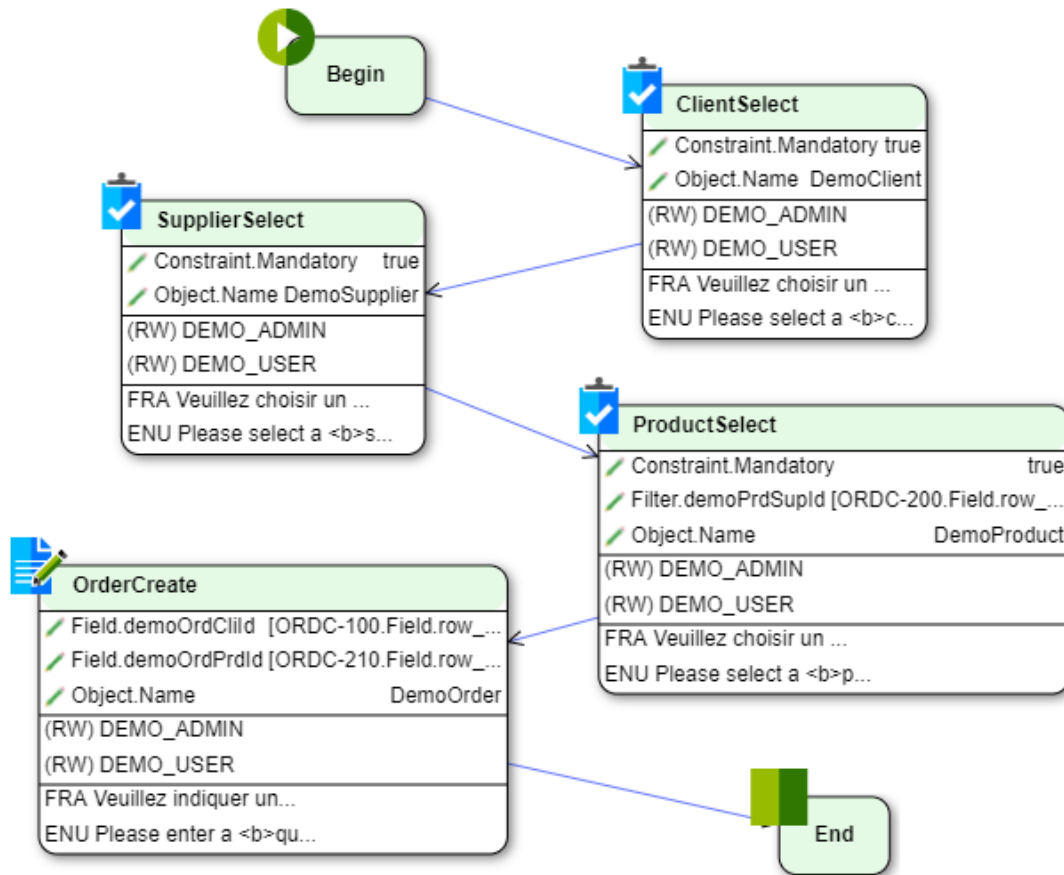 Begin
ClientSelect
Constraint.Mandatory true
Object.Name DemoClient
(RW) DEMO_ADMIN
(RW) DEMO_USER
FRA Veuillez choisir un ...
ENU Please select a <b>c...
SupplierSelect
Constraint.Mandatory true
Object.Name DemoSupplier
(RW) DEMO_ADMIN
(RW) DEMO_USER
FRA Veuillez choisir un ...
ENU Please select a <b>s...
ProductSelect
Constraint.Mandatory true
Filter.demoPrdSupId [ORDC-200.Field.row_...
Object.Name DemoProduct
(RW) DEMO_ADMIN
(RW) DEMO_USER
FRA Veuillez choisir un ...
ENU Please select a <b>p...
OrderCreate
Field.demoOrdCliId [ORDC-100.Field.row_...
Field.demoOrdPrdId [ORDC-210.Field.row_...
Object.Name DemoOrder
(RW) DEMO_ADMIN
(RW) DEMO_USER
FRA Veuillez indiquer un...
ENU Please enter a <b>qu...
End